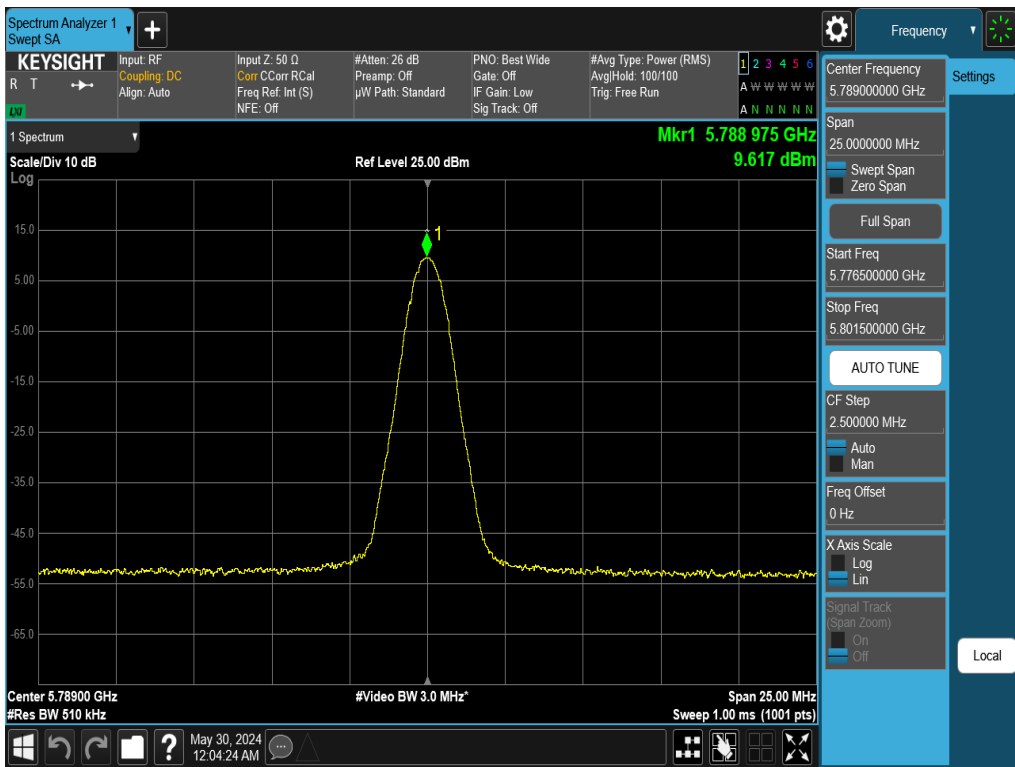 Spectrum Analyzer 1
Swept SA
+
Frequency
KEYSIGHT
R T
LXI
Input: RF
Coupling: DC
Align: Auto
Input Z: 50 Ω
Corr CCorr RCal
Freq Ref: Int (S)
NFE: Off
#Atten: 26 dB
Preamp: Off
µW Path: Standard
PNO: Best Wide
Gate: Off
IF Gain: Low
Sig Track: Off
#Avg Type: Power (RMS)
Avg|Hold: 100/100
Trig: Free Run
1 2 3 4 5 6
A W W W W W
A N N N N N
1 Spectrum
Scale/Div 10 dB
Log
Ref Level 25.00 dBm
Mkr1 5.788 975 GHz
9.617 dBm
1
15.0
5.00
-5.00
-15.0
-25.0
-35.0
-45.0
-55.0
-65.0
Center 5.78900 GHz
#Res BW 510 kHz
#Video BW 3.0 MHz*
Span 25.00 MHz
Sweep 1.00 ms (1001 pts)
Center Frequency
5.789000000 GHz
Settings
Span
25.0000000 MHz
Swept Span
Zero Span
Full Span
Start Freq
5.776500000 GHz
Stop Freq
5.801500000 GHz
AUTO TUNE
CF Step
2.500000 MHz
Auto
Man
Freq Offset
0 Hz
X Axis Scale
Log
Lin
Signal Track
(Span Zoom)
On
Off
Local
?
May 30, 2024
12:04:24 AM